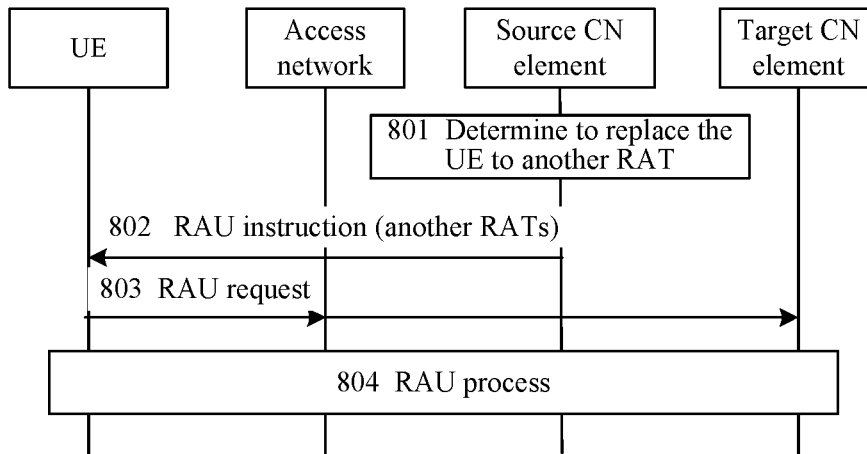 UE
Access
network
Source CN
element
Target CN
element
801 Determine to replace the
UE to another RAT
802 RAU instruction (another RATs)
803 RAU request
804 RAU process